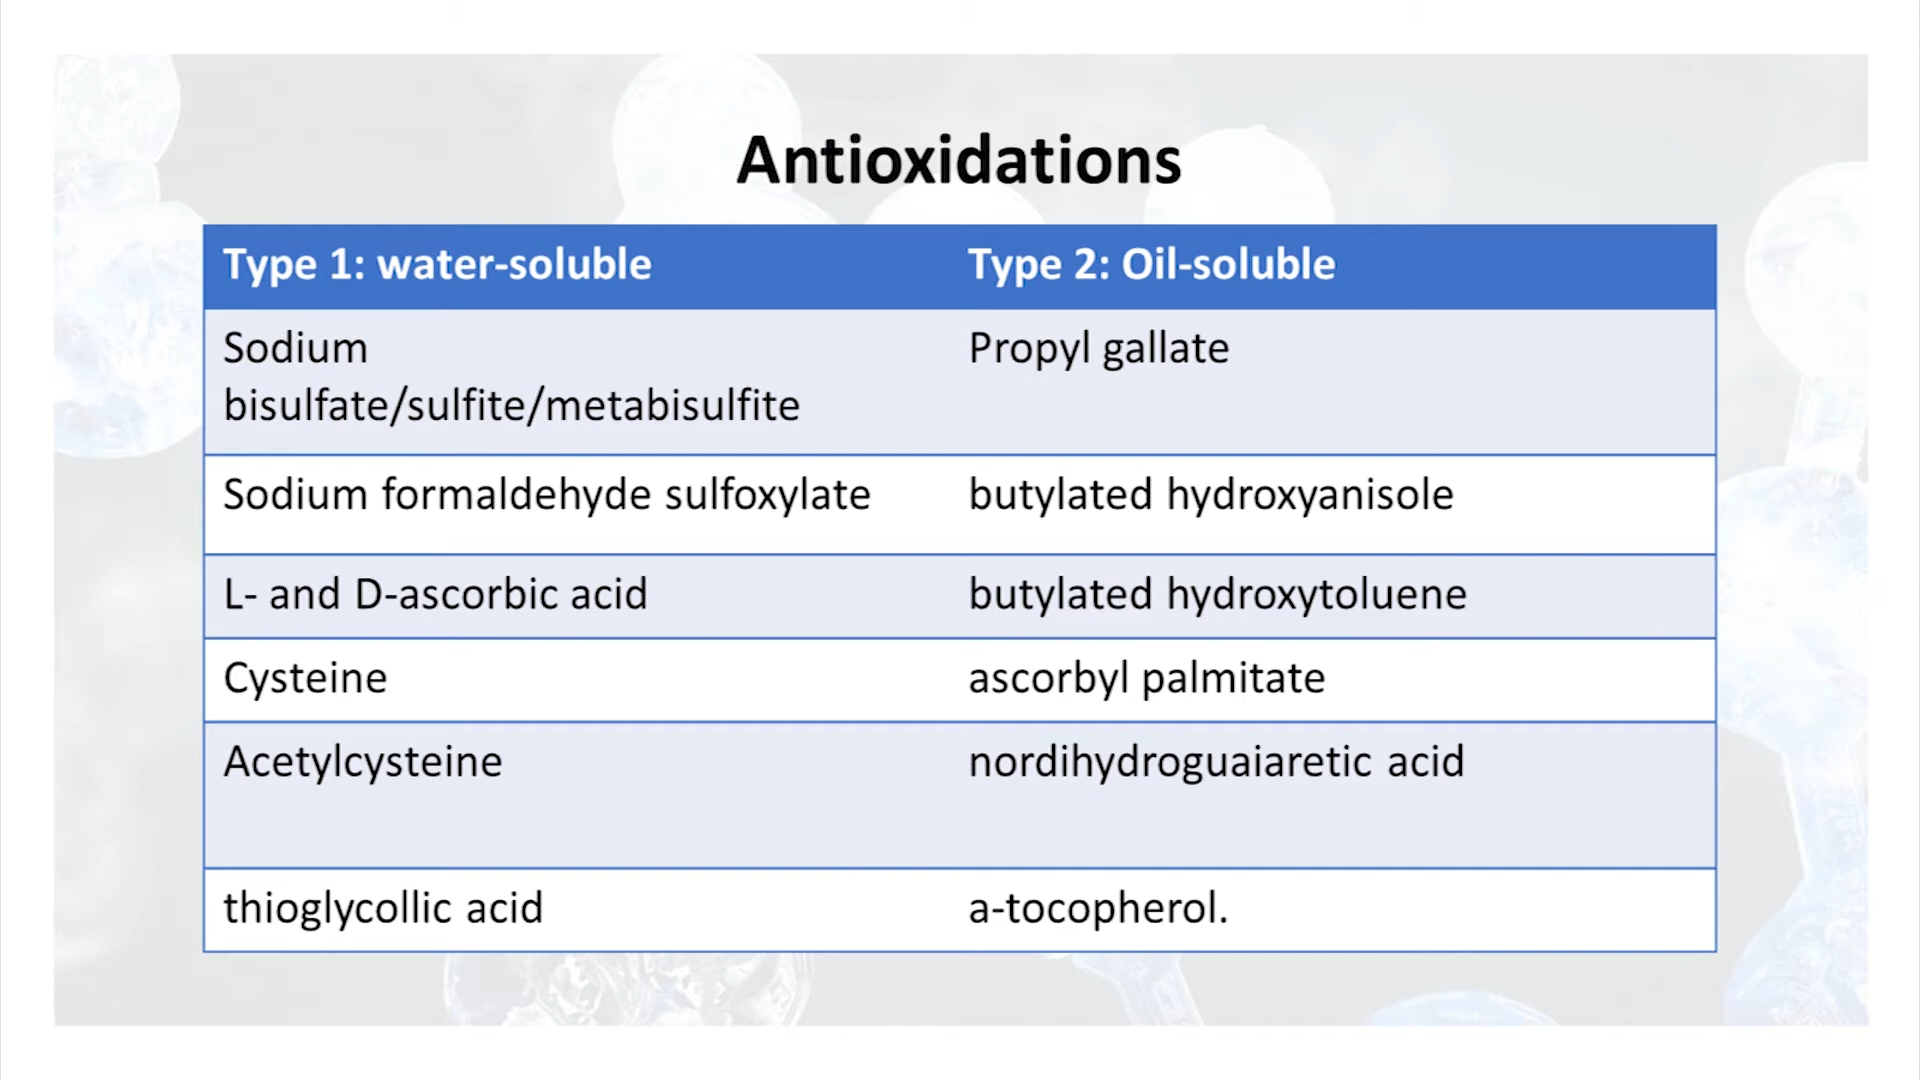 Antioxidations
Type 1: water-soluble
Type 2: Oil-soluble
Sodium
bisulfate/sulfite/metabisulfite
Propyl gallate
Sodium formaldehyde sulfoxylate
butylated hydroxyanisole
L- and D-ascorbic acid
butylated hydroxytoluene
Cysteine
ascorbyl palmitate
Acetylcysteine
nordihydroguaiaretic acid
thioglycollic acid
a-tocopherol.